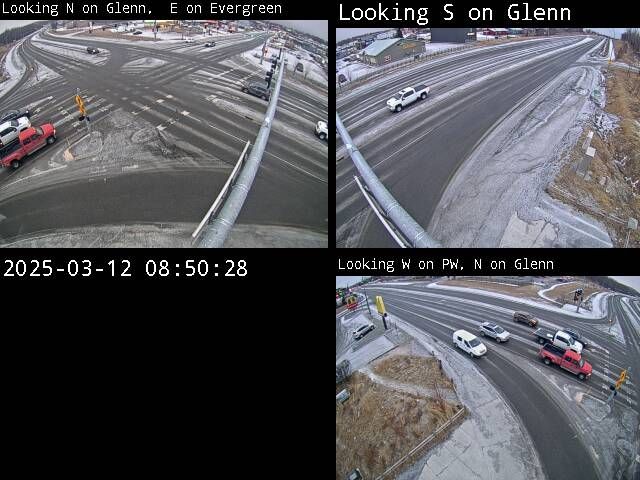 Looking N on Glenn,  E on Evergreen
Looking S on Glenn
2025-03-12 08:50:28
Looking W on PW, N on Glenn